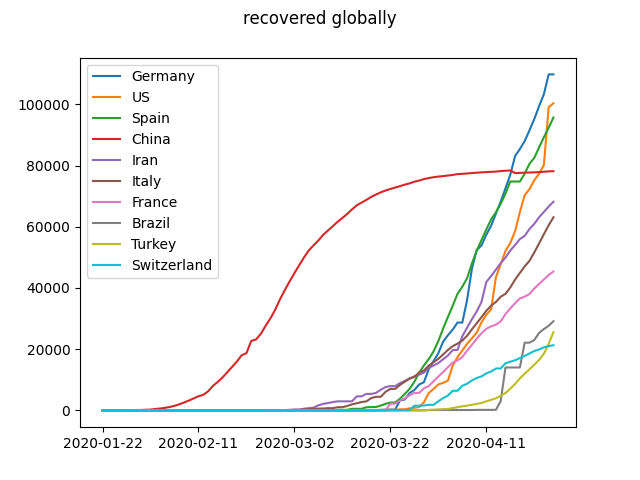 recovered globally
Germany
US
Spain
China
Iran
Italy
France
Brazil
Turkey
Switzerland
100000
80000
60000
40000
20000
0
2020-01-22 2020-02-11 2020-03-02 2020-03-22 2020-04-11